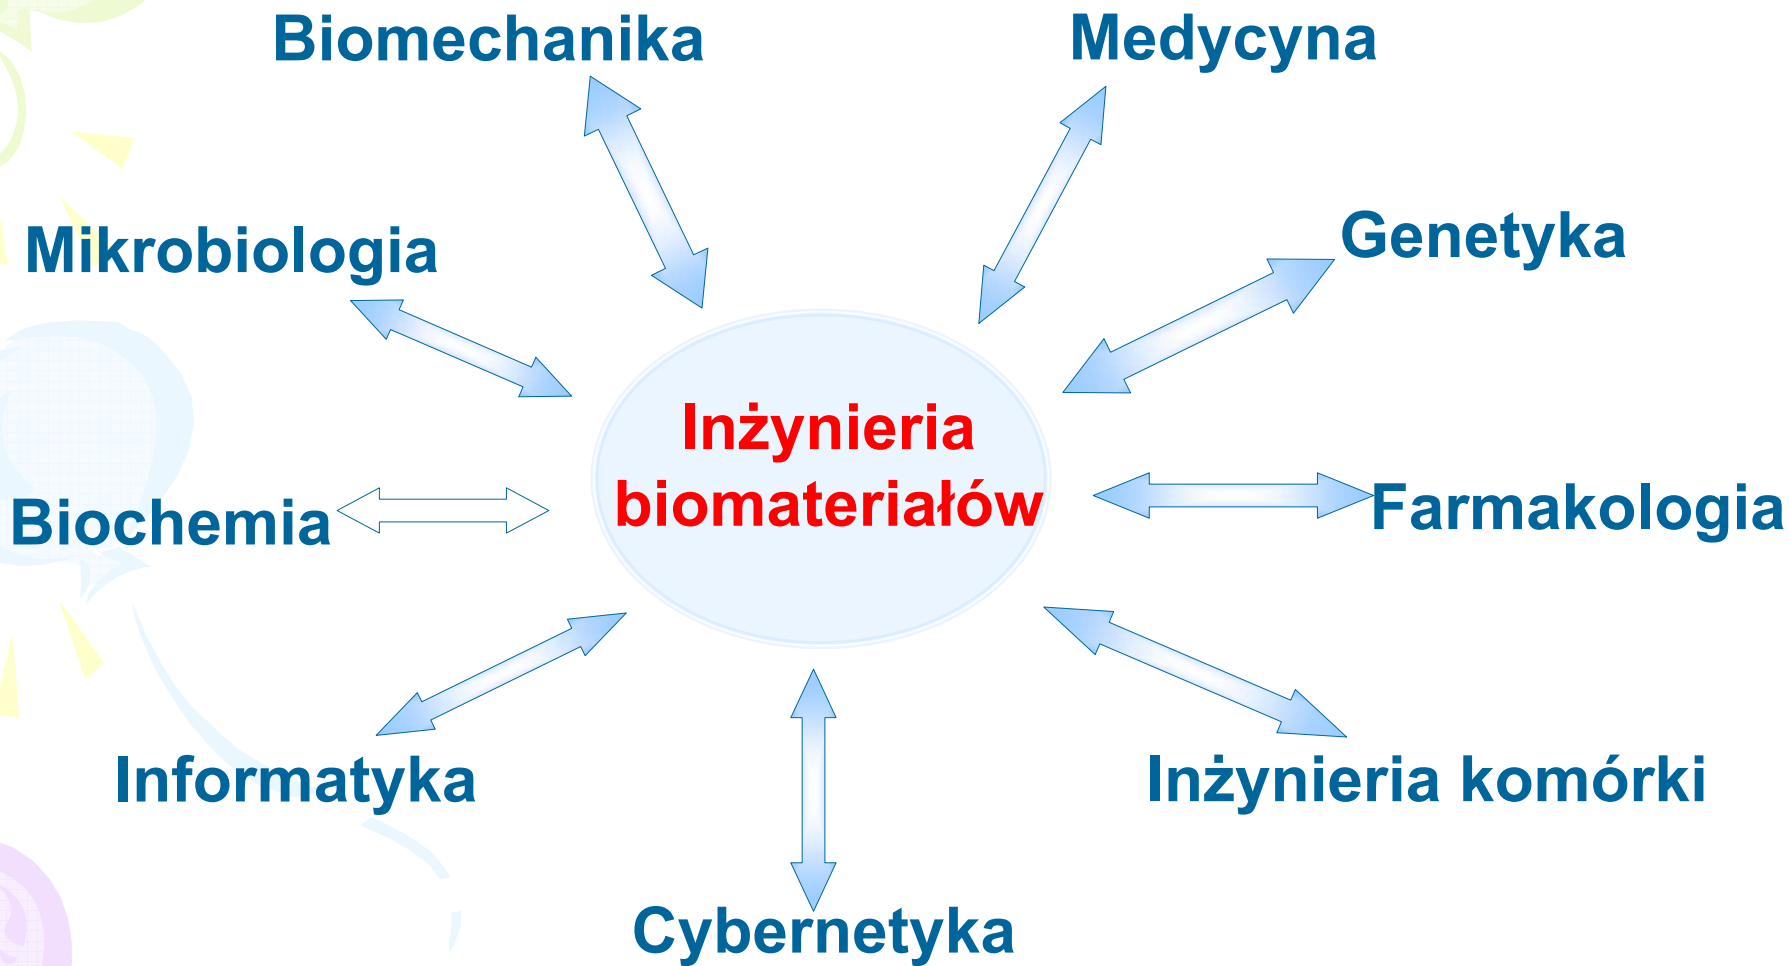 Biomechanika
Medycyna
Mikrobiologia
Genetyka
Inżynieria
biomateriałów
Biochemia
Farmakologia
Informatyka
Inżynieria komórki
Cybernetyka